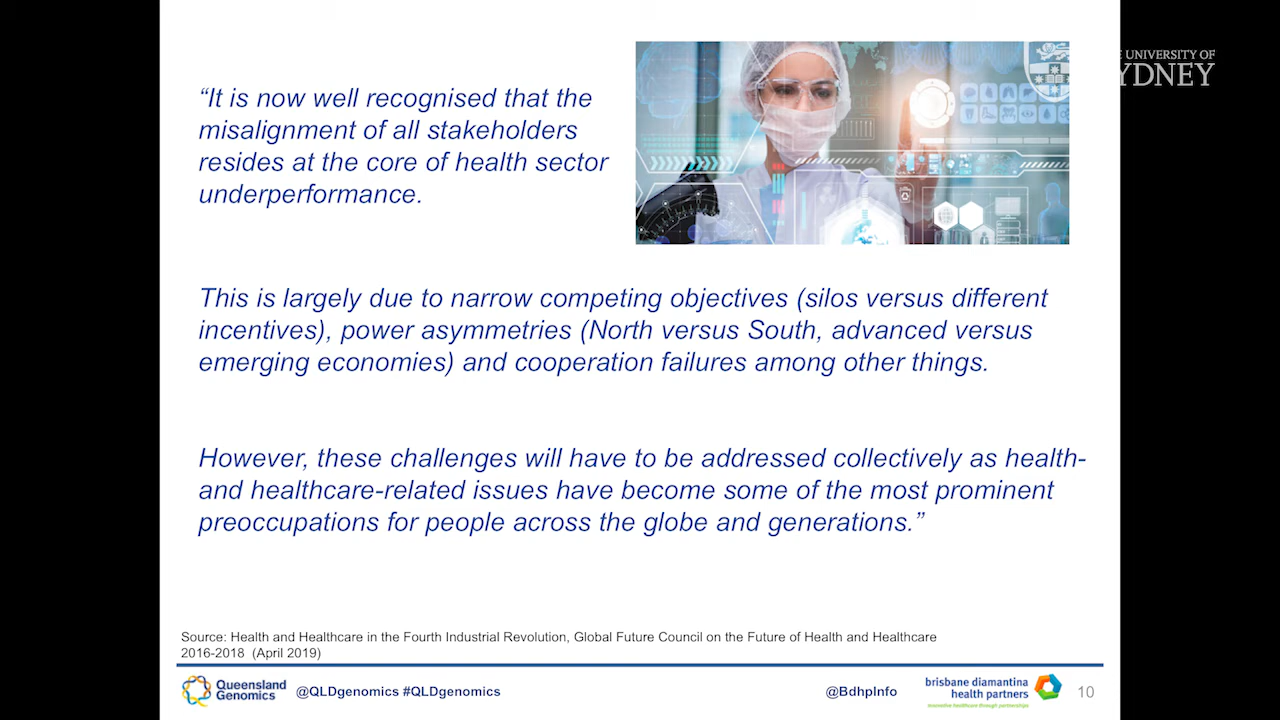 “It is now well recognised that the
misalignment of all stakeholders
resides at the core of health sector
underperformance.
UNIVERSITY OF
YDNEY
This is largely due to narrow competing objectives (silos versus different
incentives), power asymmetries (North versus South, advanced versus
emerging economies) and cooperation failures among other things.
However, these challenges will have to be addressed collectively as health-
and healthcare-related issues have become some of the most prominent
preoccupations for people across the globe and generations.”
Source: Health and Healthcare in the Fourth Industrial Revolution, Global Future Council on the Future of Health and Healthcare
2016-2018 (April 2019)
Queensland
Genomics
@QLDgenomics #QLDgenomics
@BdhpInfo
brisbane diamantina
health partners
innovative healthcare through partnerships
10